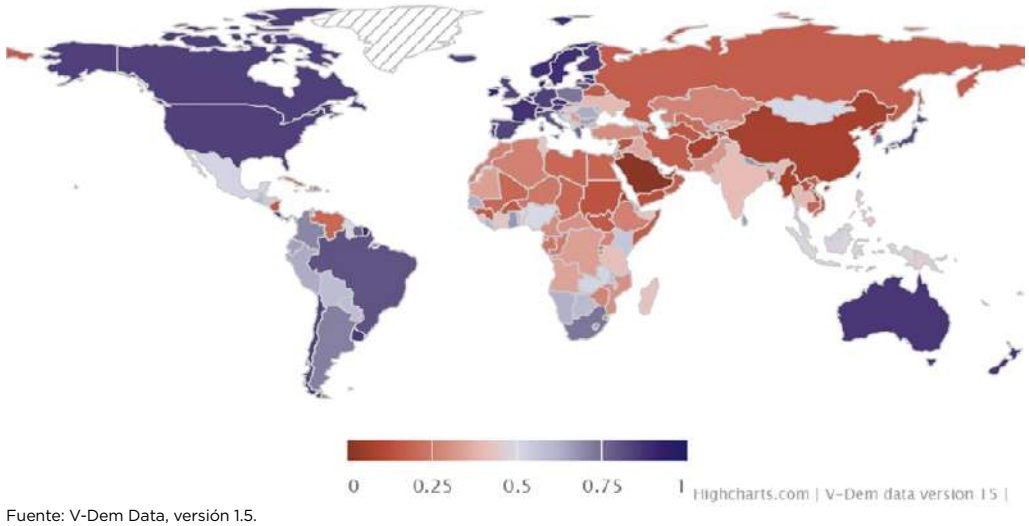 0 0.25 0.5 0.75 1
Highcharts.com | V-Dem data version 15 |
Fuente: V-Dem Data, versión 1.5.